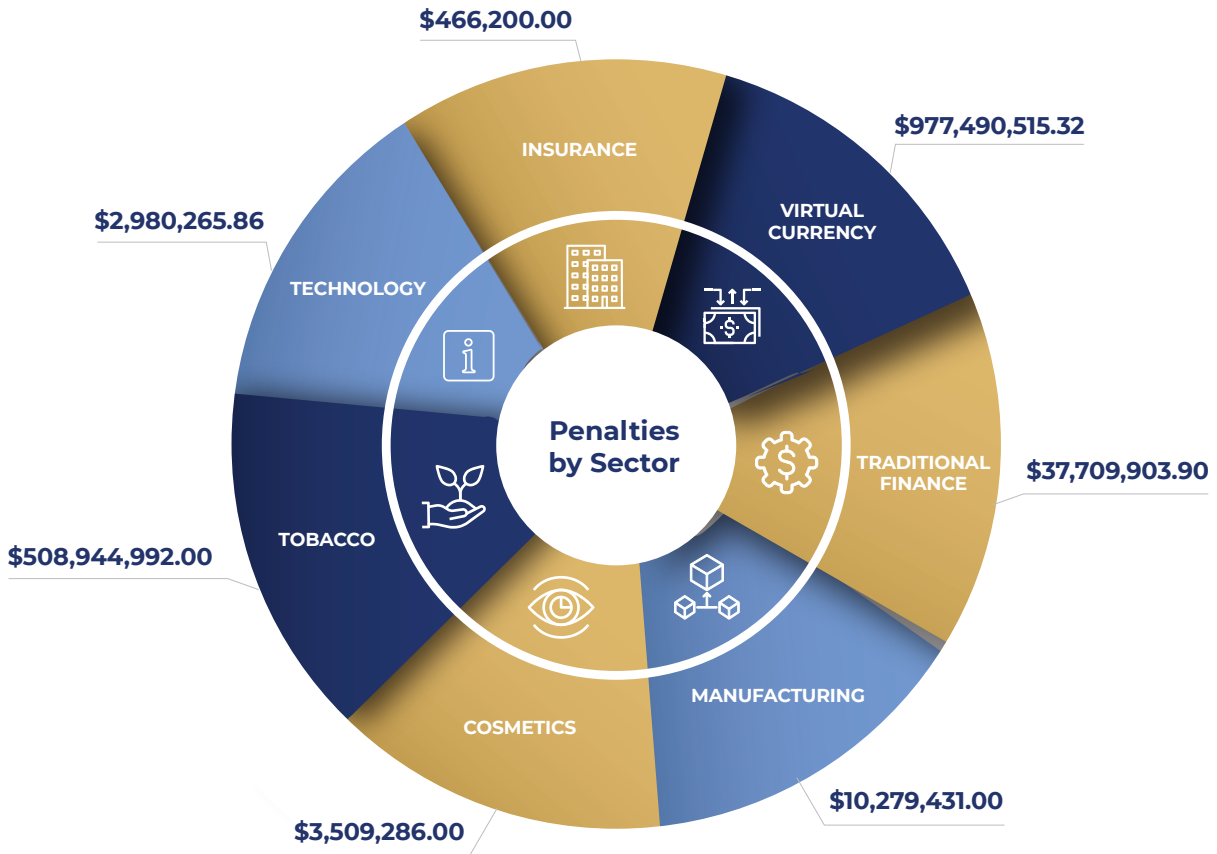 $466,200.00
INSURANCE
$977,490,515.32
VIRTUAL
CURRENCY
$2,980,265.86
TECHNOLOGY
Penalties
by Sector
TRADITIONAL
FINANCE
$37,709,903.90
TOBACCO
$508,944,992.00
MANUFACTURING
$10,279,431.00
COSMETICS
$3,509,286.00
$
i
$